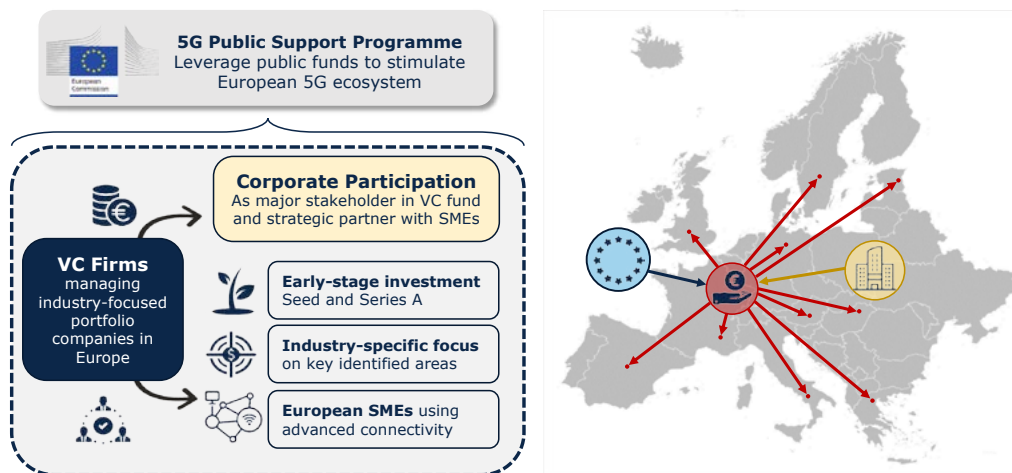 5G Public Support Programme
Leverage public funds to stimulate
European 5G ecosystem
European
Commission
Corporate Participation
As major stakeholder in VC fund
and strategic partner with SMEs
VC Firms
managing
industry-focused
portfolio
companies in
Europe
Early-stage investment
Seed and Series A
Industry-specific focus
on key identified areas
European SMEs using
advanced connectivity